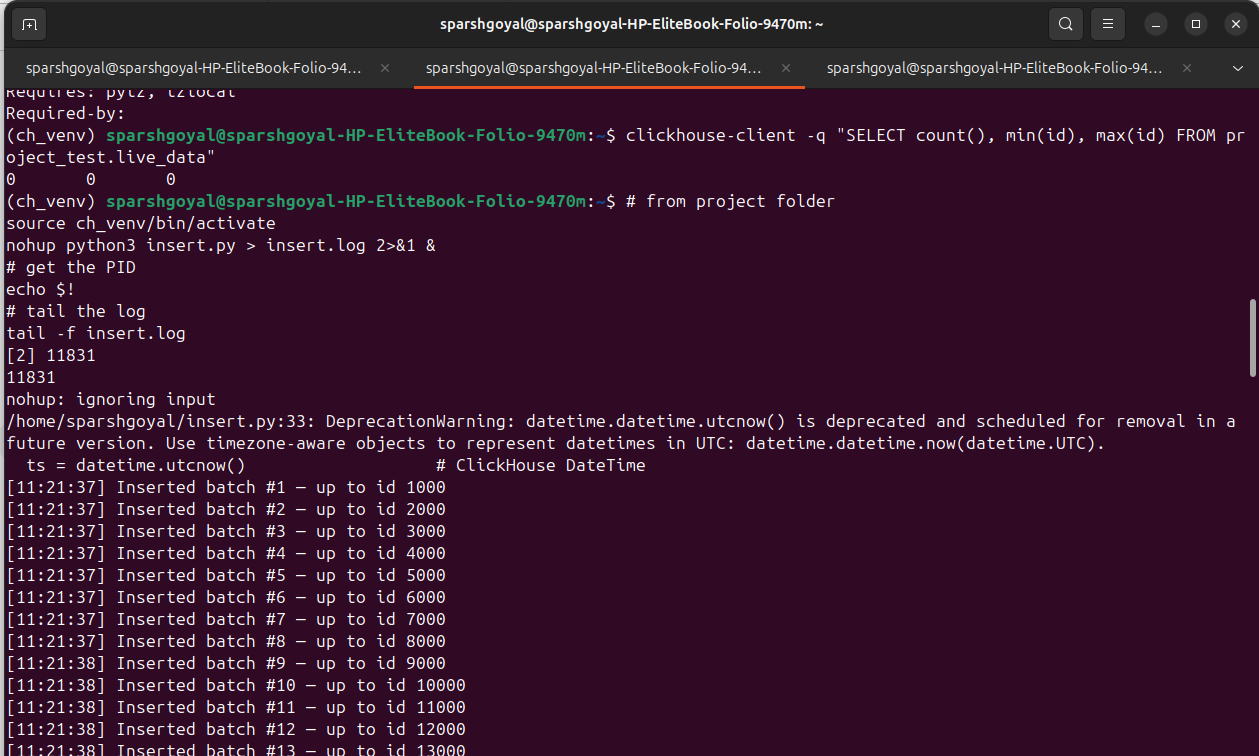 sparshgoyal@sparshgoyal-HP-EliteBook-Folio-9470m: ~
sparshgoyal@sparshgoyal-HP-EliteBook-Folio-94... sparshgoyal@sparshgoyal-HP-EliteBook-Folio-94... sparshgoyal@sparshgoyal-HP-EliteBook-Folio-94...
Requires: pytz, tzlocal
Required-by:
(ch_venv) sparshgoyal@sparshgoyal-HP-EliteBook-Folio-9470m:~$ clickhouse-client -q "SELECT count(), min(id), max(id) FROM pr
oject_test.live_data"
0       0       0
(ch_venv) sparshgoyal@sparshgoyal-HP-EliteBook-Folio-9470m:~$ # from project folder
source ch_venv/bin/activate
nohup python3 insert.py > insert.log 2>&1 &
# get the PID
echo $!
# tail the log
tail -f insert.log
[2] 11831
11831
nohup: ignoring input
/home/sparshgoyal/insert.py:33: DeprecationWarning: datetime.datetime.utcnow() is deprecated and scheduled for removal in a
future version. Use timezone-aware objects to represent datetimes in UTC: datetime.datetime.now(datetime.UTC).
  ts = datetime.utcnow()                   # ClickHouse DateTime
[11:21:37] Inserted batch #1 — up to id 1000
[11:21:37] Inserted batch #2 — up to id 2000
[11:21:37] Inserted batch #3 — up to id 3000
[11:21:37] Inserted batch #4 — up to id 4000
[11:21:37] Inserted batch #5 — up to id 5000
[11:21:37] Inserted batch #6 — up to id 6000
[11:21:37] Inserted batch #7 — up to id 7000
[11:21:37] Inserted batch #8 — up to id 8000
[11:21:38] Inserted batch #9 — up to id 9000
[11:21:38] Inserted batch #10 — up to id 10000
[11:21:38] Inserted batch #11 — up to id 11000
[11:21:38] Inserted batch #12 — up to id 12000
[11:21:38] Inserted batch #13 — up to id 13000